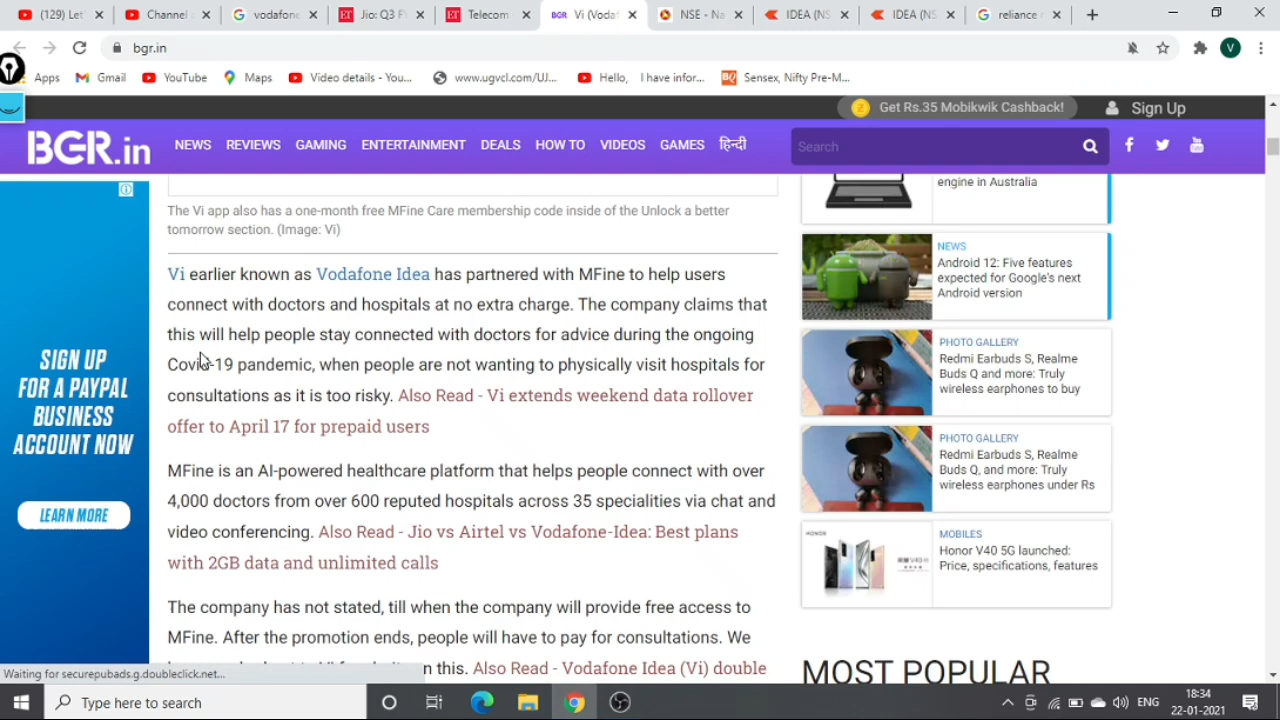 (129) Let'
Channel
vodafone
Jio: Q3 F
Telecom
BGR
Vi (Vodaf
NSE - Na
IDEA (NS
IDEA (NS
reliance
bgr.in
V
Apps
Gmail
YouTube
Maps
Video details - You...
www.ugvcl.com/UJ...
Hello, I have infor...
BQ
Sensex, Nifty Pre-M...
Get Rs.35 Mobikwik Cashback!
Sign Up
BGR.in
NEWS
REVIEWS
GAMING
ENTERTAINMENT
DEALS
HOW TO
VIDEOS
GAMES
हिन्दी
Search
SIGN UP
FOR A PAYPAL
BUSINESS
ACCOUNT NOW
LEARN MORE
The Vi app also has a one-month free MFine Care membership code inside of the Unlock a better
tomorrow section. (Image: Vi)
Vi earlier known as Vodafone Idea has partnered with MFine to help users
connect with doctors and hospitals at no extra charge. The company claims that
this will help people stay connected with doctors for advice during the ongoing
Covid-19 pandemic, when people are not wanting to physically visit hospitals for
consultations as it is too risky. Also Read - Vi extends weekend data rollover
offer to April 17 for prepaid users
MFine is an AI-powered healthcare platform that helps people connect with over
4,000 doctors from over 600 reputed hospitals across 35 specialities via chat and
video conferencing. Also Read - Jio vs Airtel vs Vodafone-Idea: Best plans
with 2GB data and unlimited calls
The company has not stated, till when the company will provide free access to
MFine. After the promotion ends, people will have to pay for consultations. We
n this. Also Read - Vodafone Idea (Vi) double
engine in Australia
NEWS
Android 12: Five features
expected for Google's next
Android version
PHOTO GALLERY
Redmi Earbuds S, Realme
Buds Q and more: Truly
wireless earphones to buy
PHOTO GALLERY
Redmi Earbuds S, Realme
Buds Q, and more: Truly
wireless earphones under Rs
MOBILES
Honor V40 5G launched:
Price, specifications, features
HONOR
MOST POPULAR
Waiting for securepubads.g.doubleclick.net...
Type here to search
ENG
18:34
22-01-2021